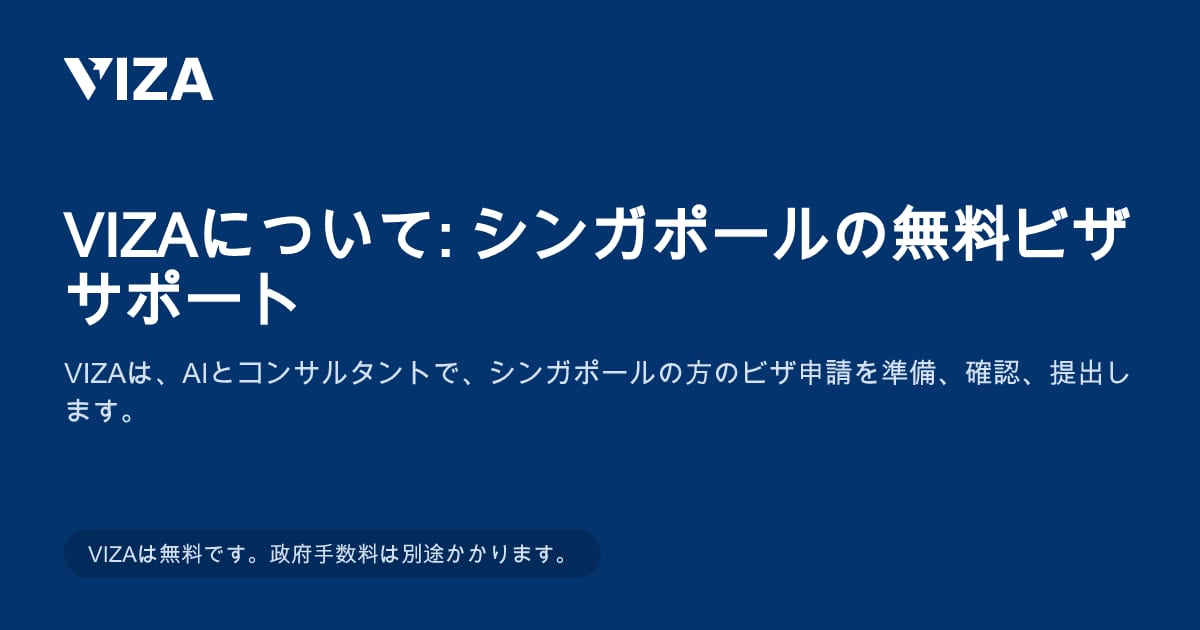 VIZA
VIZAについて: シンガポールの無料ビザ
サポート
VIZAは、AIとコンサルタントで、シンガポールの方のビザ申請を準備、確認、提出し
ます。
VIZAは無料です。政府手数料は別途かかります。